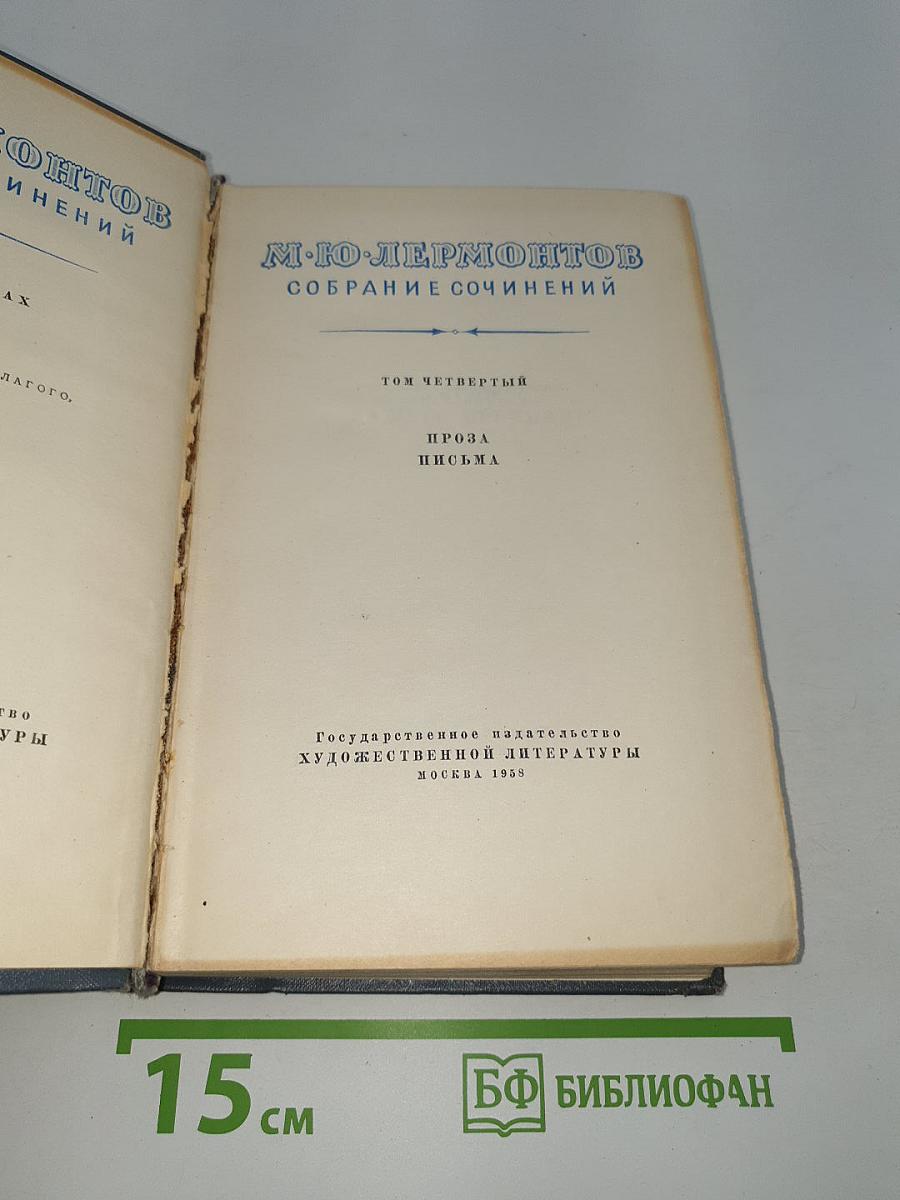 ОНТОВ
ИНЕНИЙ
АХ
ЛАГОГО,
ТВО
УРЫ
М·Ю·ЛЕРМОНТОВ
СОБРАНИЕ СОЧИНЕНИЙ
ТОМ ЧЕТВЕРТЫЙ
ПРОЗА
ПИСЬМА
Государственное издательство
ХУДОЖЕСТВЕННОЙ ЛИТЕРАТУРЫ
МОСКВА 1958
15 СМ
БФ БИБЛИОФАН